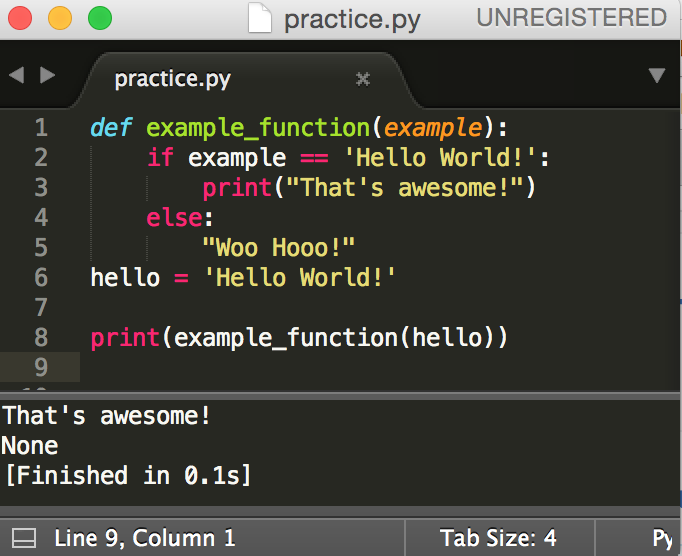 practice.py UNREGISTERED
practice.py
1 def example_function(example):
2     if example == 'Hello World!':
3         print("That's awesome!")
4     else:
5         "Woo Hooo!"
6 hello = 'Hello World!'
7
8 print(example_function(hello))
9
That's awesome!
None
[Finished in 0.1s]
Line 9, Column 1 Tab Size: 4 Py